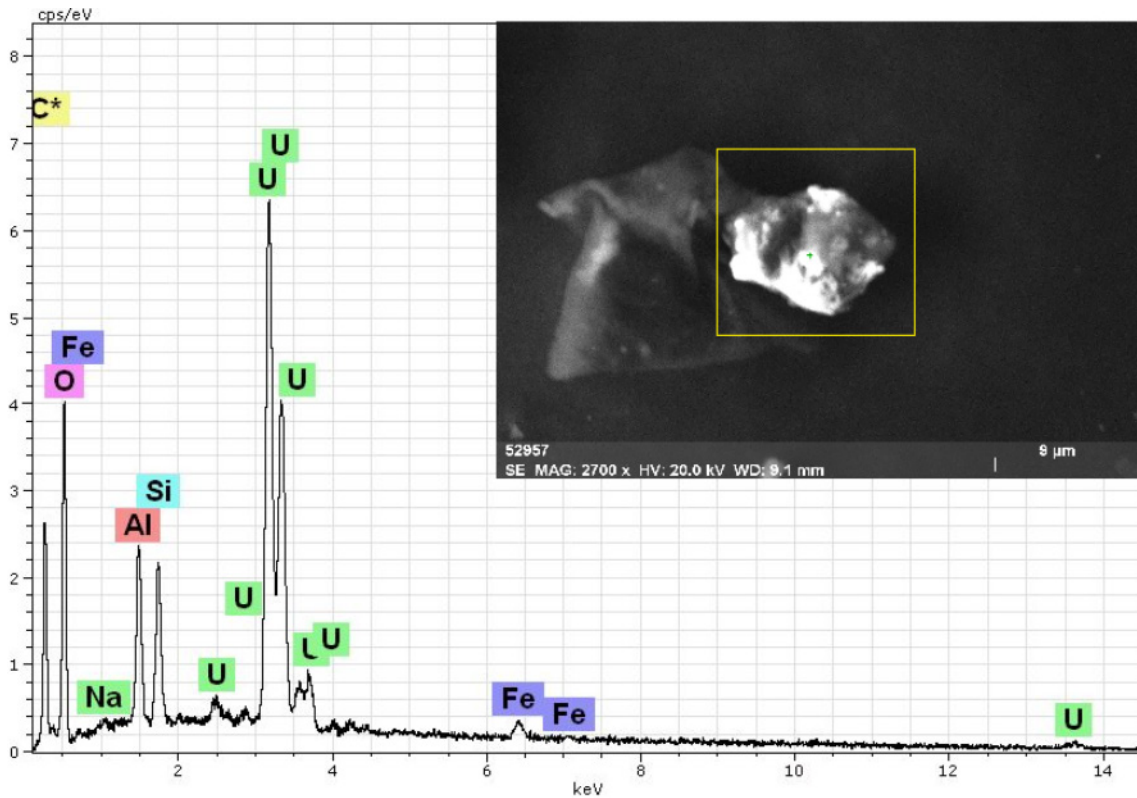 cps/eV
8
C*
7
U
U
6
5
Fe
O
U
4
3
Si
Al
2
U
U
U
U
1
Na
Fe
Fe
U
0
2
4
6
8
10
12
14
keV
52957
9 µm
SE MAG: 2700 x HV: 20.0 kV WD: 9.1 mm